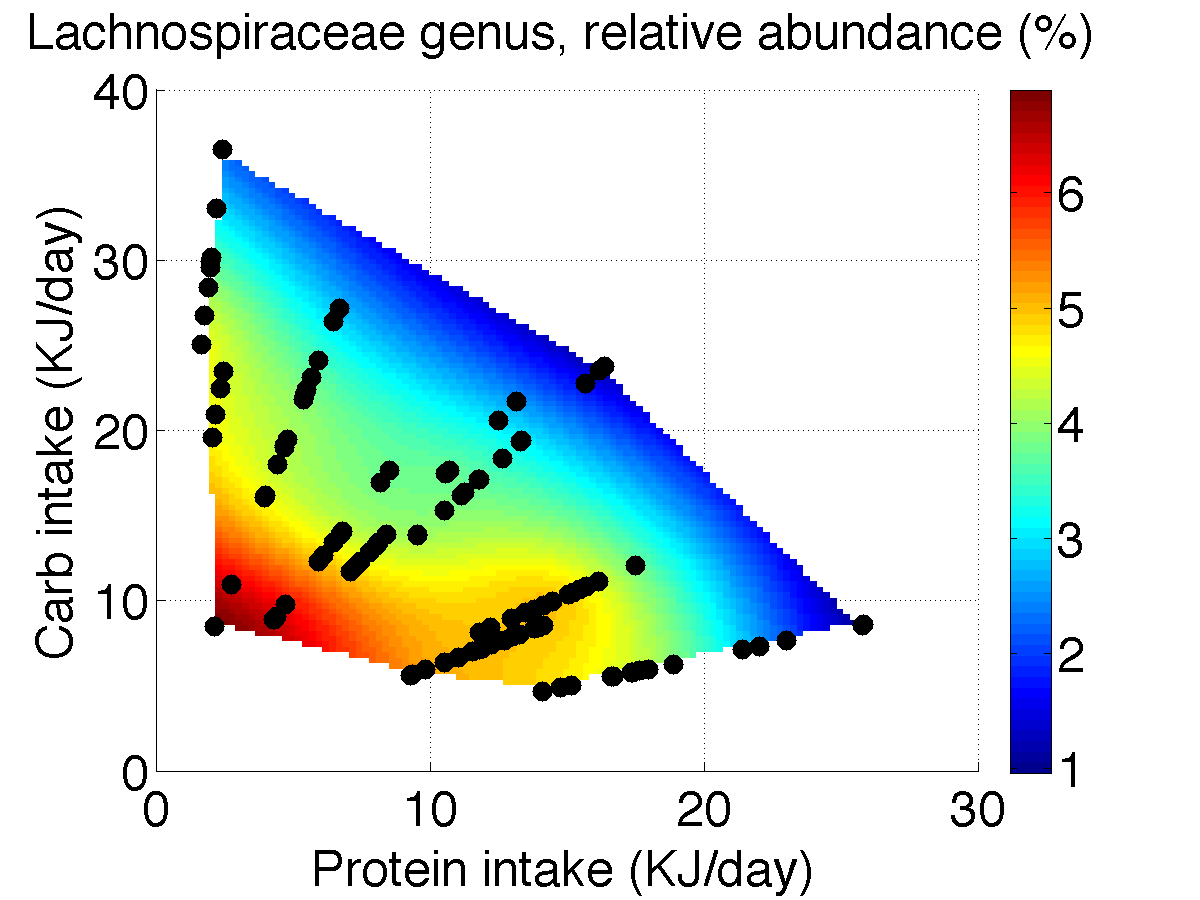 Lachnospiraceae genus, relative abundance (%)
40
30
20
10
0
0 10 20 30
Carb intake (KJ/day)
Protein intake (KJ/day)
6
5
4
3
2
1